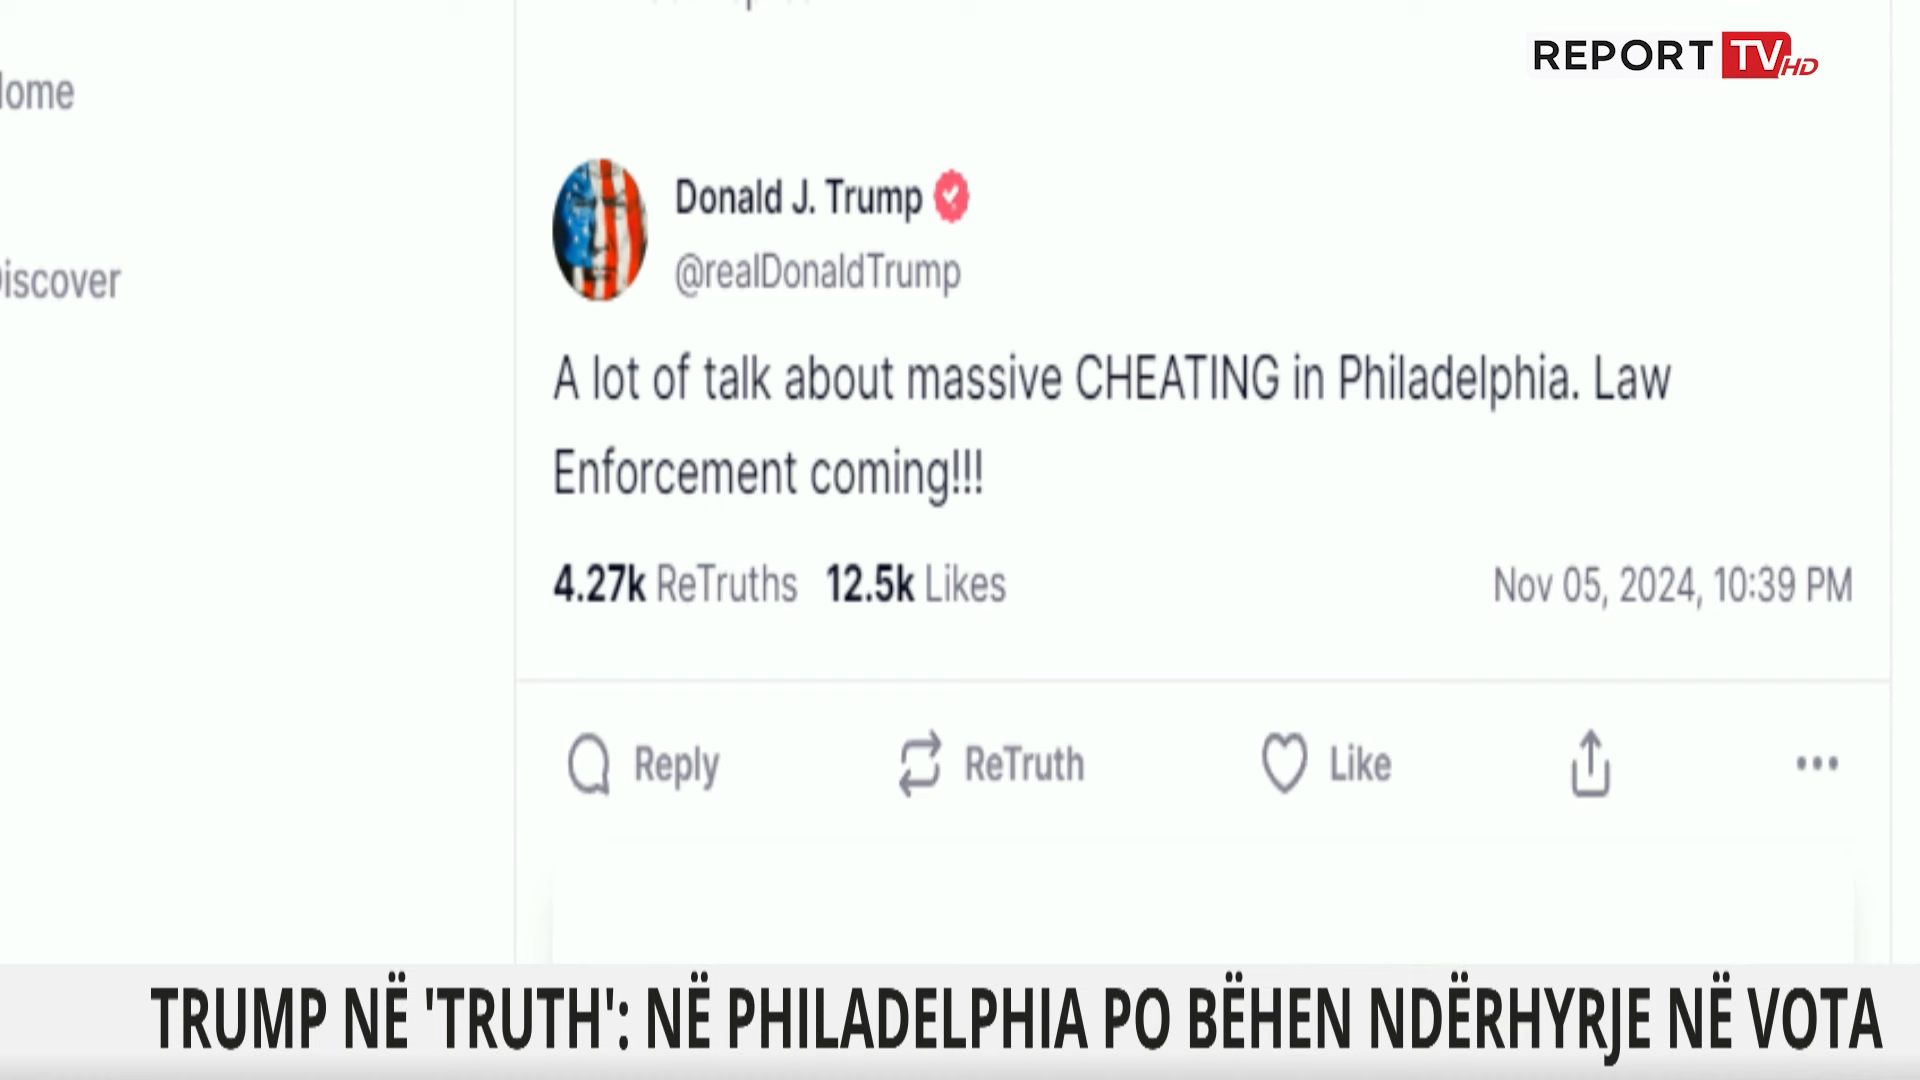 REPORT TV HD
Donald J. Trump
@realDonaldTrump
A lot of talk about massive CHEATING in Philadelphia. Law
Enforcement coming!!!
4.27k ReTruths 12.5k Likes
Nov 05, 2024, 10:39 PM
Reply
ReTruth
Like
TRUMP NË 'TRUTH': NË PHILADELPHIA PO BËHEN NDËRHYRJE NË VOTA